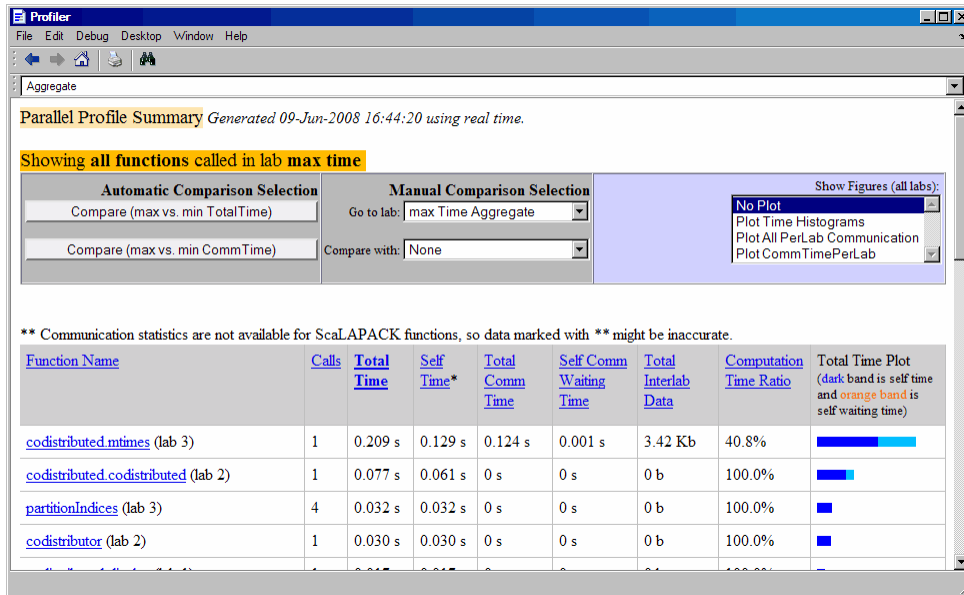 Profiler
File Edit Debug Desktop Window Help
Aggregate
Parallel Profile Summary Generated 09-Jun-2008 16:44:20 using real time.
Showing all functions called in lab max time
Automatic Comparison Selection
Compare (max vs. min TotalTime)
Compare (max vs. min CommTime)
Manual Comparison Selection
Go to lab: max Time Aggregate
Compare with: None
Show Figures (all labs):
No Plot
Plot Time Histograms
Plot All PerLab Communication
Plot CommTimePerLab
** Communication statistics are not available for ScaLAPACK functions, so data marked with ** might be inaccurate.
Function Name Calls Total Time Self Time* Total Comm Time Self Comm Waiting Time Total Interlab Data Computation Time Ratio Total Time Plot (dark band is self time and orange band is self waiting time)
codistributed.mtimes (lab 3) 1 0.209 s 0.129 s 0.124 s 0.001 s 3.42 Kb 40.8%
codistributed.codistributed (lab 2) 1 0.077 s 0.061 s 0 s 0 s 0 b 100.0%
partitionIndices (lab 3) 4 0.032 s 0.032 s 0 s 0 s 0 b 100.0%
codistributor (lab 2) 1 0.030 s 0.030 s 0 s 0 s 0 b 100.0%